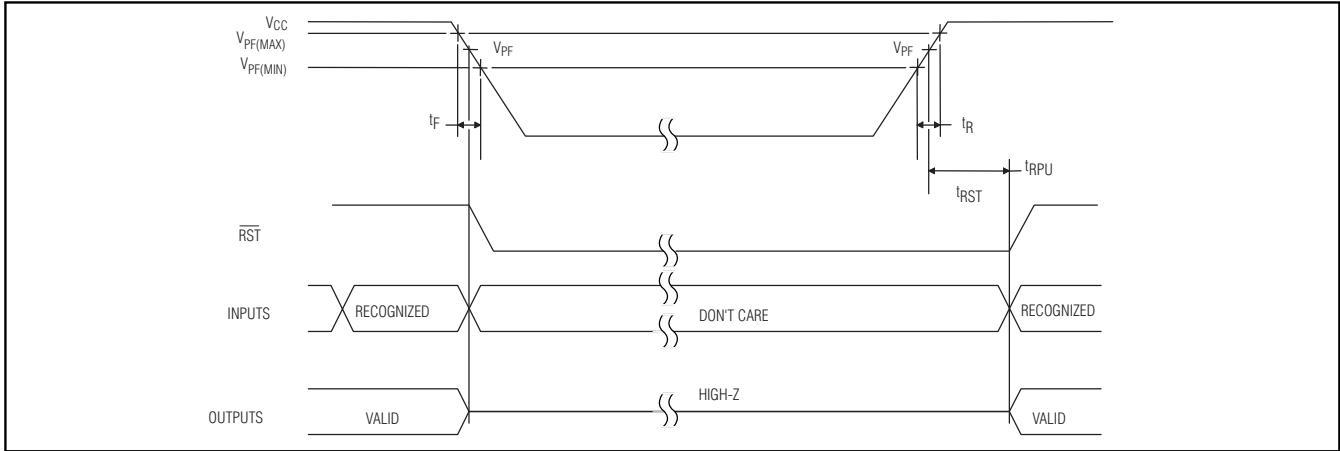 VCC
VPF(MAX)
VPF VPF
VPF(MIN)
tF tR
tRPU
tRST
RST
INPUTS RECOGNIZED DON'T CARE RECOGNIZED
HIGH-Z
OUTPUTS VALID VALID